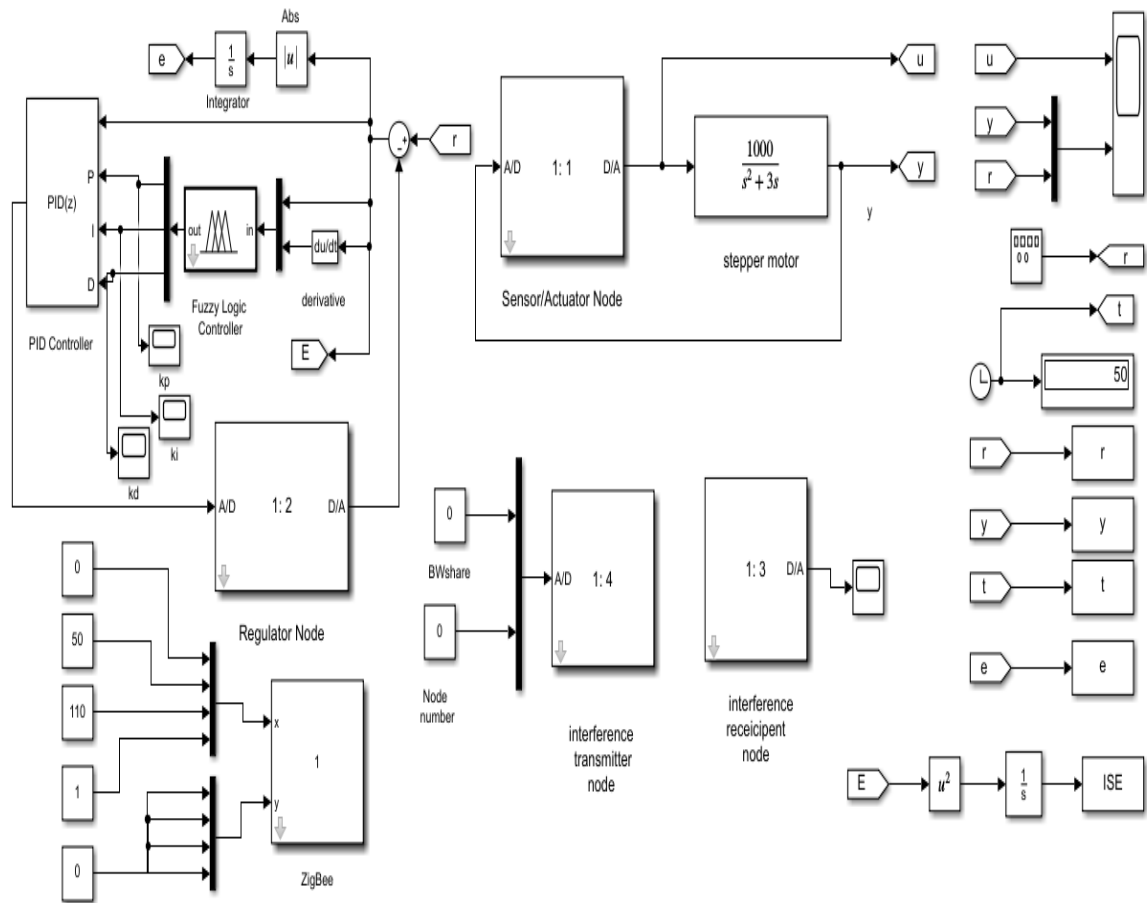 Abs
e
1
s
|u|
Integrator
PID(z)
P
I
D
PID Controller
out
in
Fuzzy Logic
Controller
du/dt
derivative
E
kp
ki
kd
-
+
r
A/D
1: 1
D/A
Sensor/Actuator Node
1000
s² + 3s
stepper motor
u
y
y
u
y
r
r
t
50
r
r
y
y
t
t
e
e
E
u²
1
s
ISE
A/D
1: 2
D/A
Regulator Node
0
50
110
1
0
x
y
1
ZigBee
0
BWshare
0
Node
number
A/D
1: 4
interference
transmitter
node
1: 3
D/A
interference
receicipent
node